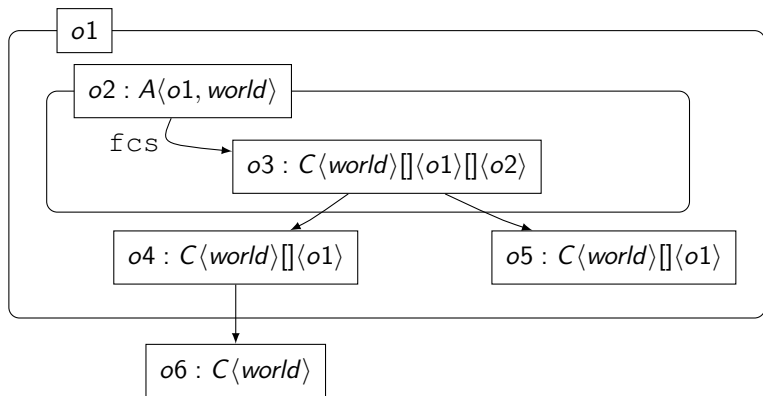 o1
o2 : A⟨o1, world⟩
fcs
o3 : C⟨world⟩[]⟨o1⟩[]⟨o2⟩
o4 : C⟨world⟩[]⟨o1⟩
o5 : C⟨world⟩[]⟨o1⟩
o6 : C⟨world⟩